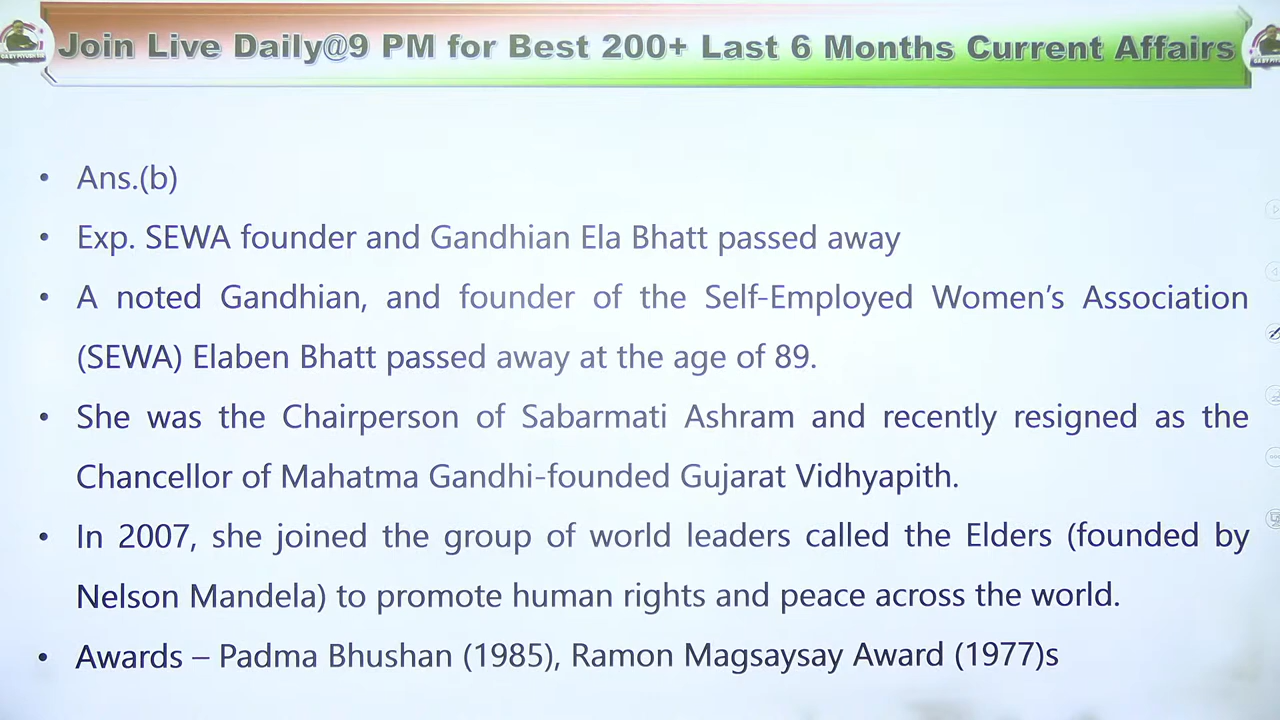 Join Live Daily@9 PM for Best 200+ Last 6 Months Current Affairs
• Ans.(b)
• Exp. SEWA founder and Gandhian Ela Bhatt passed away
• A noted Gandhian, and founder of the Self-Employed Women's Association
(SEWA) Elaben Bhatt passed away at the age of 89.
• She was the Chairperson of Sabarmati Ashram and recently resigned as the
Chancellor of Mahatma Gandhi-founded Gujarat Vidhyapith.
• In 2007, she joined the group of world leaders called the Elders (founded by
Nelson Mandela) to promote human rights and peace across the world.
• Awards – Padma Bhushan (1985), Ramon Magsaysay Award (1977)s